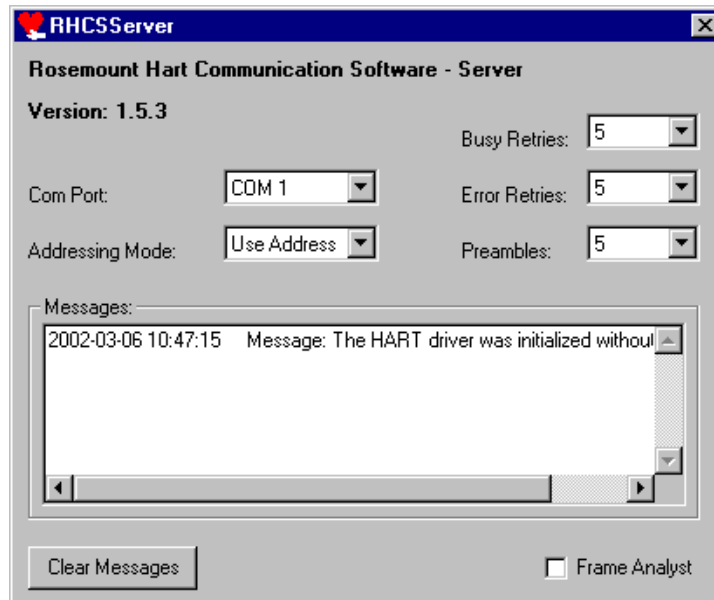 RHCSServer
Rosemount Hart Communication Software - Server
Version: 1.5.3
Busy Retries: 5
Com Port: COM 1 Error Retries: 5
Addressing Mode: Use Address Preambles: 5
Messages:
2002-03-06 10:47:15 Message: The HART driver was initialized withou
Clear Messages Frame Analyst